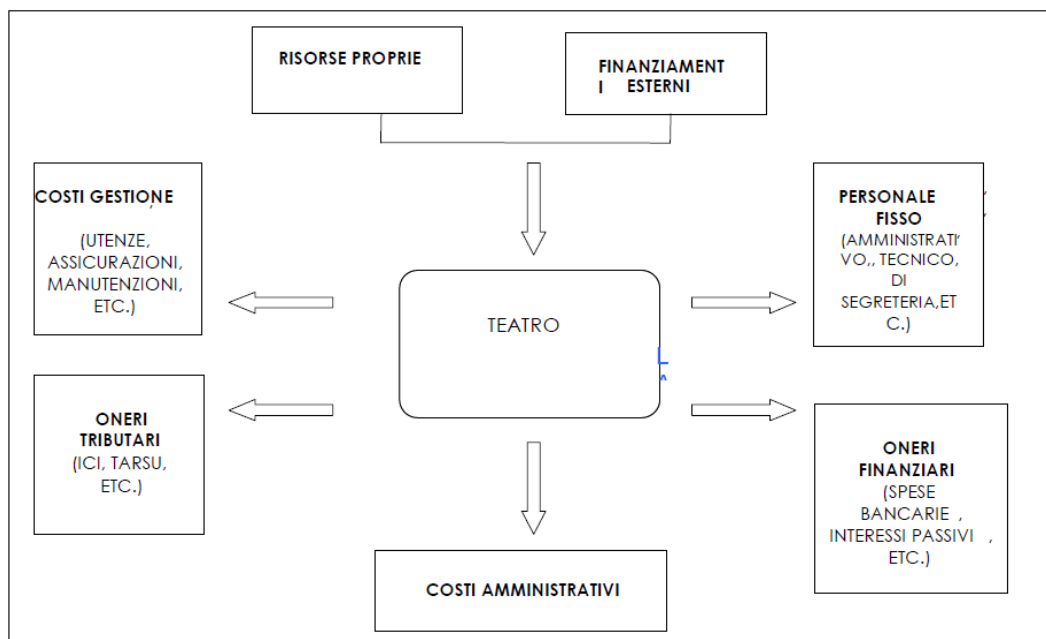 RISORSE PROPRIE
FINANZIAMENT
I ESTERNI
COSTI GESTIONE
(UTENZE,
ASSICURAZIONI,
MANUTENZIONI,
ETC.)
PERSONALE
FISSO
(AMMINISTRATI
VO,, TECNICO,
DI
SEGRETERIA,ET
C.)
TEATRO
ONERI
TRIBUTARI
(ICI, TARSU,
ETC.)
ONERI
FINANZIARI
(SPESE
BANCARIE ,
INTERESSI PASSIVI ,
ETC.)
COSTI AMMINISTRATIVI